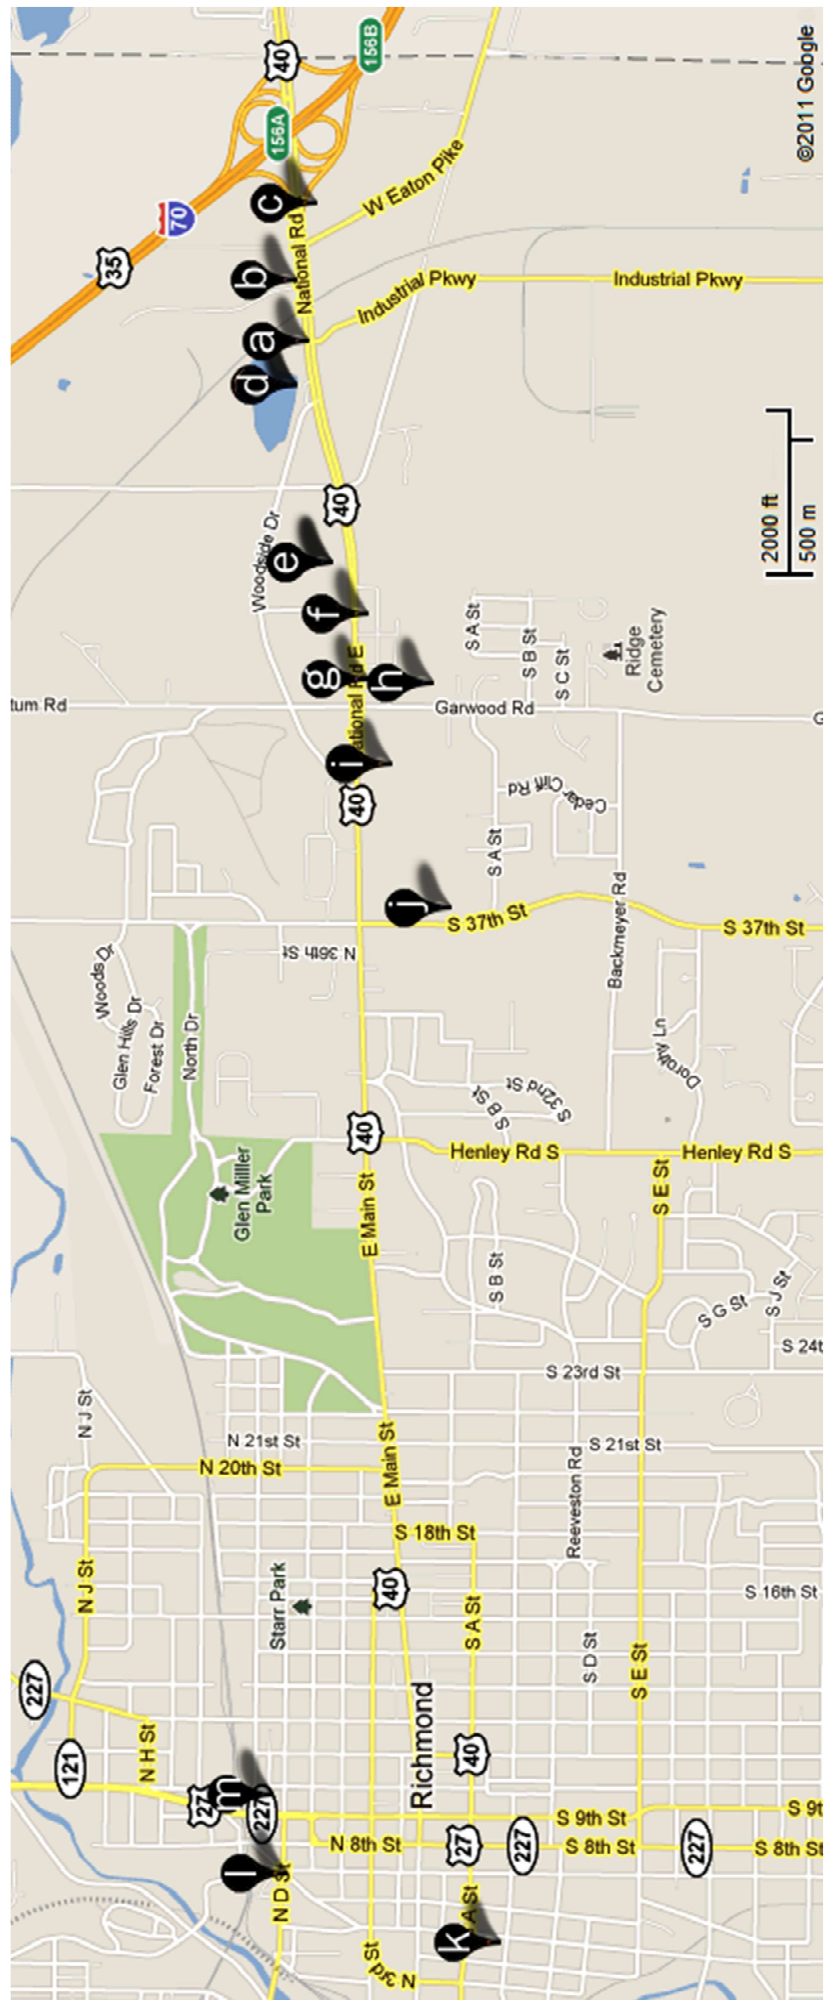 40
156B
156A
©2011 Google
70
35
c
W Eaton Pike
National Rd
b
Industrial Pkwy
Industrial Pkwy
a
d
40
2000 ft
500 m
Woodside Dr
e
f
S A St
S B St
S C St
Ridge
Cemetery
g
h
ational Rd E
tum Rd
Garwood Rd
G
i
40
Cedar Cliff Rd
S A St
j
S 37th St
S 37th St
Backmeyer Rd
N 36th St
Woods Dr
Glen Hills Dr
Forest Dr
North Dr
Dorothy Ln
S B St
S 32nd St
40
Henley Rd S
Henley Rd S
Glen Milller
Park
E Main St
S E St
S B St
S G St
S J St
S 24t
S 23rd St
N J St
N 21st St
S 21st St
N 20th St
E Main St
Reeveston Rd
S 18th St
N J St
Starr Park
40
S A St
S 16th St
S D St
S E St
227
121
N H St
Richmond
40
m
27
227
S 9th St
S 9t
N 8th St
27
227
S 8th St
227
S 8th St
l
N D St
k
A St
N 3rd St